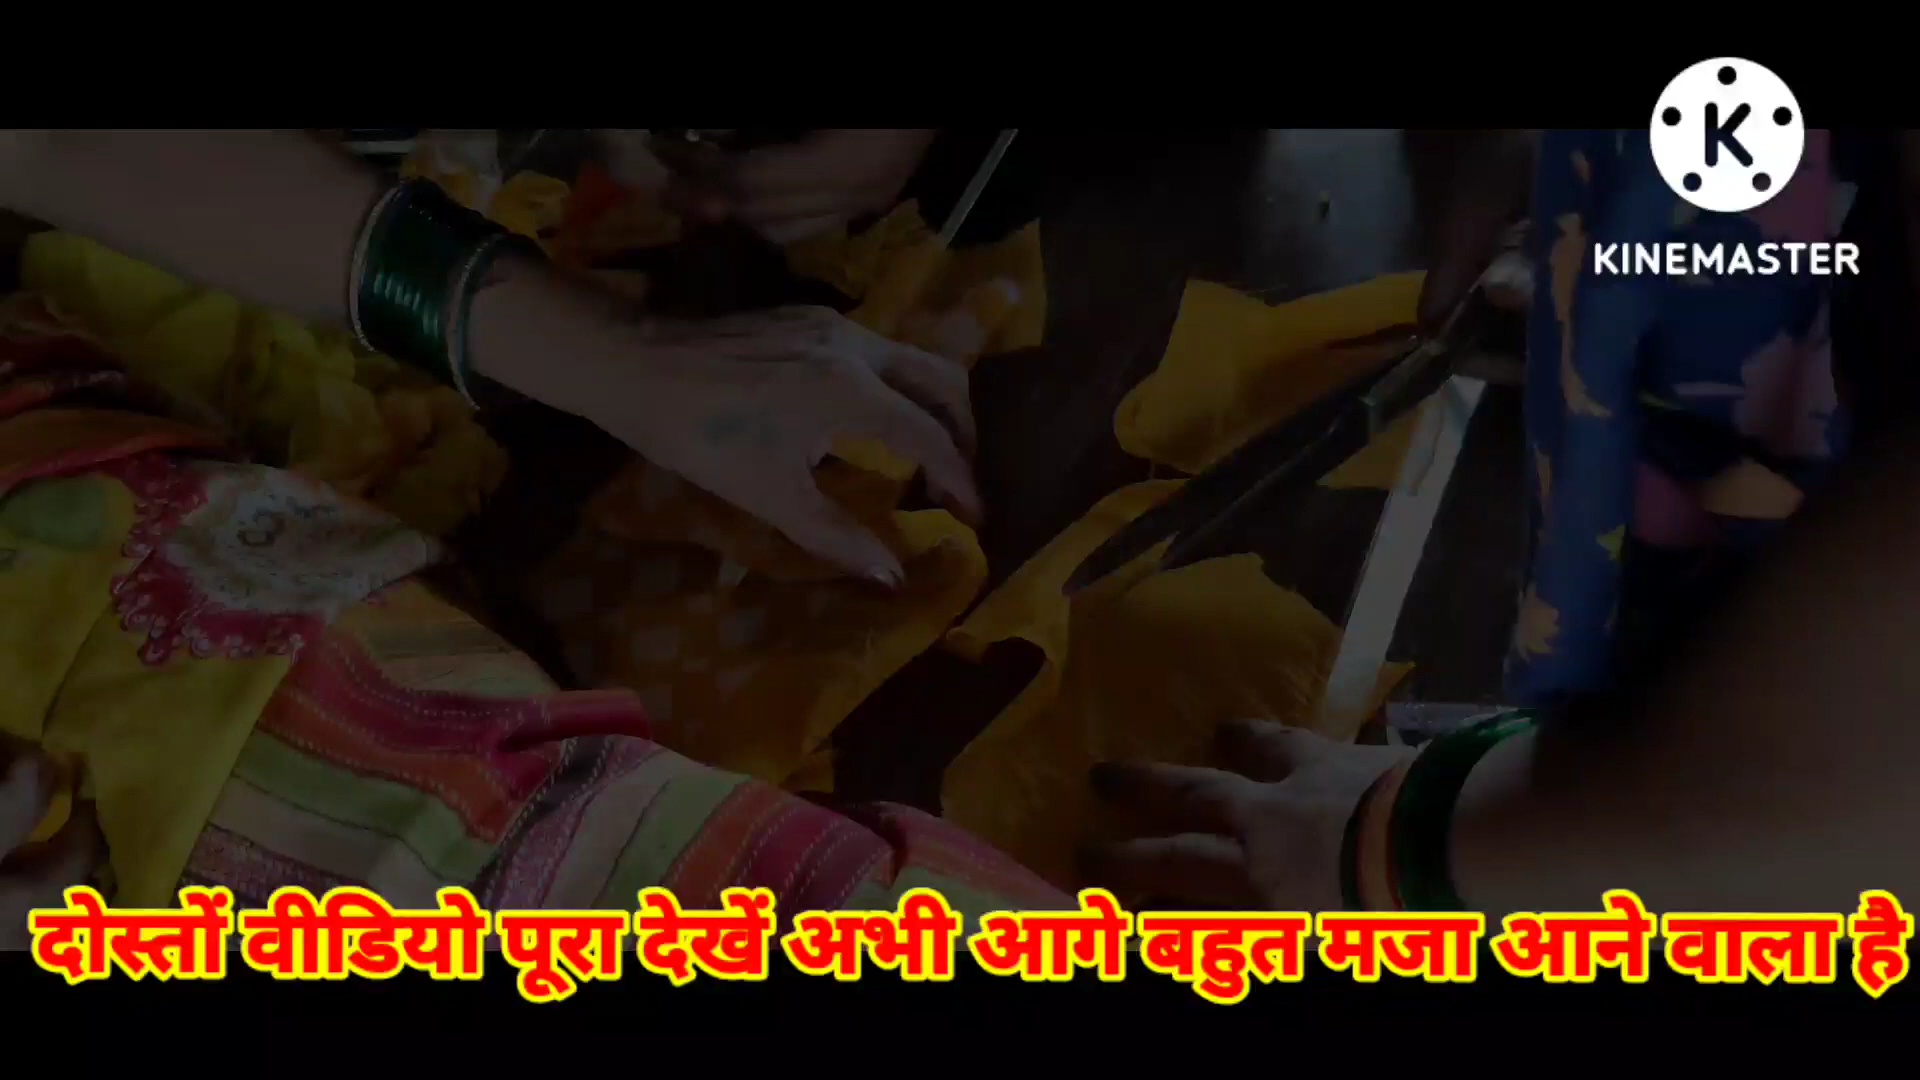 K
KINEMASTER
दोस्तों वीडियो पूरा देखें अभी आगे बहुत मजा आने वाला है